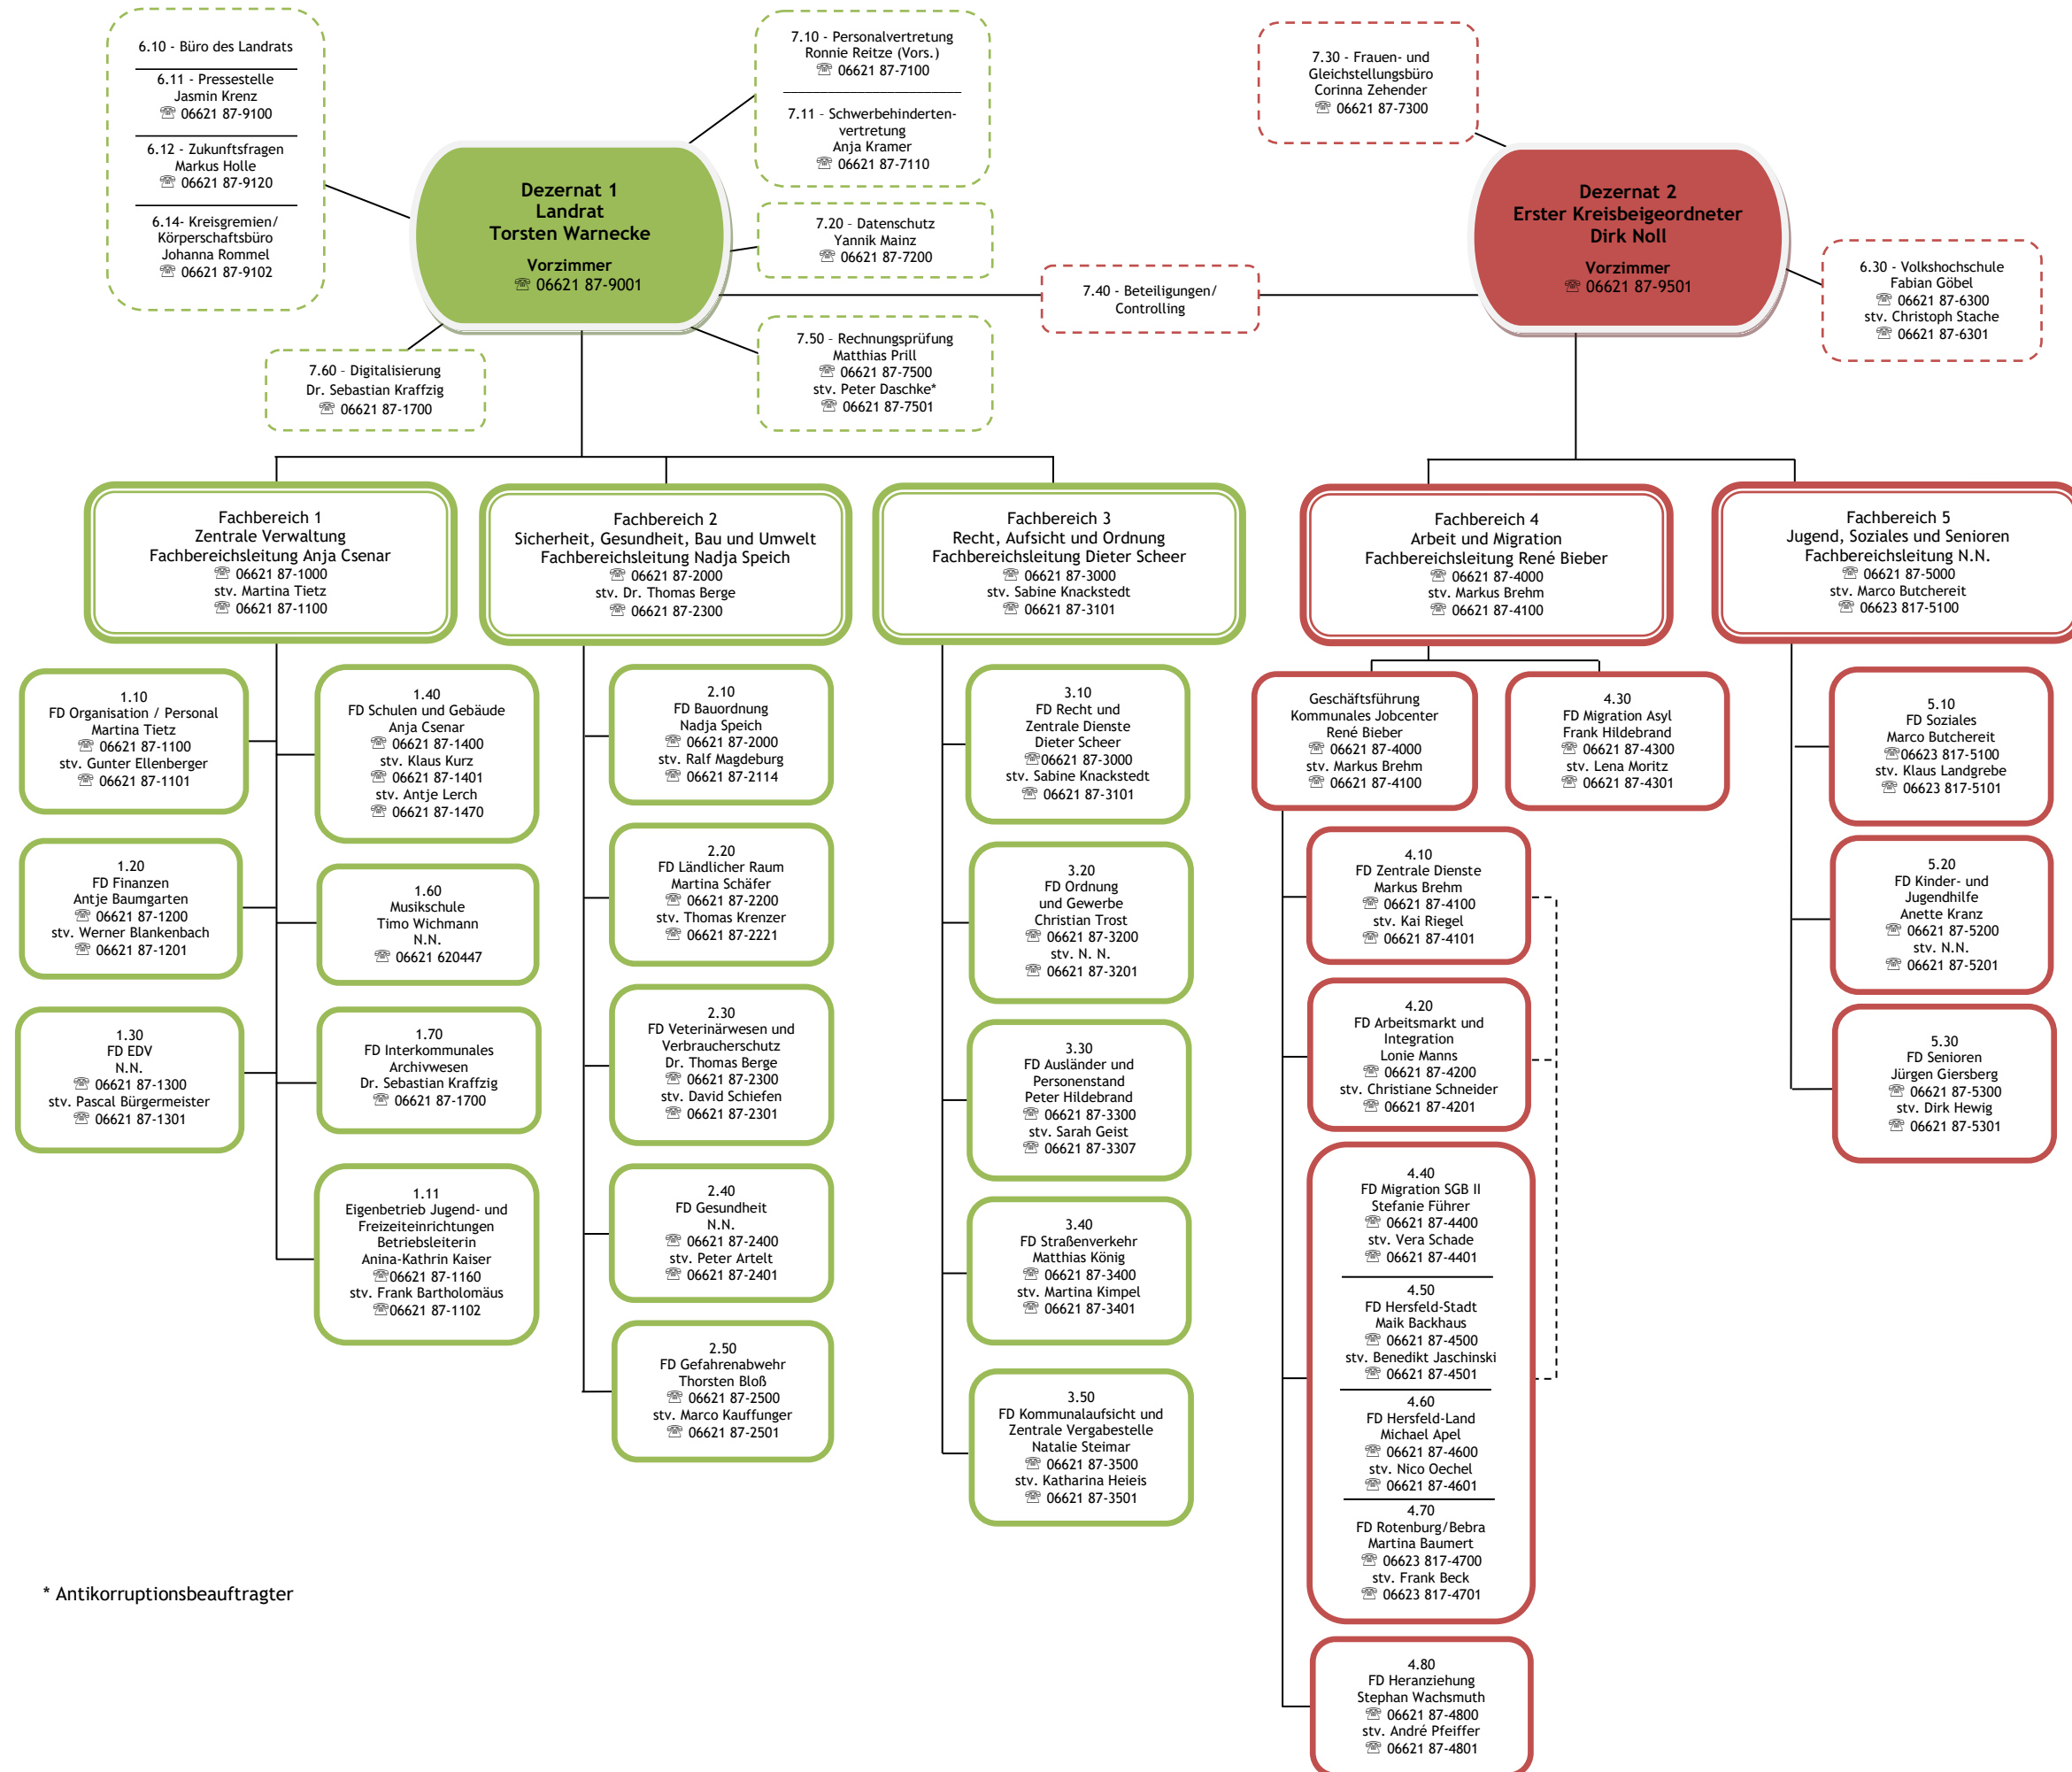 6.10 - Büro des Landrats
6.11 - Pressestelle
Jasmin Krenz
☏ 06621 87-9100
6.12 - Zukunftsfragen
Markus Holle
☏ 06621 87-9120
6.14- Kreisgremien/
Körperschaftsbüro
Johanna Rommel
☏ 06621 87-9102
7.10 - Personalvertretung
Ronnie Reitze (Vors.)
☏ 06621 87-7100
7.11 - Schwerbehinderten-
vertretung
Anja Kramer
☏ 06621 87-7110
7.30 - Frauen- und
Gleichstellungsbüro
Corinna Zehender
☏ 06621 87-7300
Dezernat 1
Landrat
Torsten Warnecke
Vorzimmer
☏ 06621 87-9001
7.20 - Datenschutz
Yannik Mainz
☏ 06621 87-7200
7.40 - Beteiligungen/
Controlling
Dezernat 2
Erster Kreisbeigeordneter
Dirk Noll
Vorzimmer
☏ 06621 87-9501
6.30 - Volkshochschule
Fabian Göbel
☏ 06621 87-6300
stv. Christoph Stache
☏ 06621 87-6301
7.60 - Digitalisierung
Dr. Sebastian Kraffzig
☏ 06621 87-1700
7.50 - Rechnungsprüfung
Matthias Prill
☏ 06621 87-7500
stv. Peter Daschke*
☏ 06621 87-7501
Fachbereich 1
Zentrale Verwaltung
Fachbereichsleitung Anja Csenar
☏ 06621 87-1000
stv. Martina Tietz
☏ 06621 87-1100
Fachbereich 2
Sicherheit, Gesundheit, Bau und Umwelt
Fachbereichsleitung Nadja Speich
☏ 06621 87-2000
stv. Dr. Thomas Berge
☏ 06621 87-2300
Fachbereich 3
Recht, Aufsicht und Ordnung
Fachbereichsleitung Dieter Scheer
☏ 06621 87-3000
stv. Sabine Knackstedt
☏ 06621 87-3101
Fachbereich 4
Arbeit und Migration
Fachbereichsleitung René Bieber
☏ 06621 87-4000
stv. Markus Brehm
☏ 06621 87-4100
Fachbereich 5
Jugend, Soziales und Senioren
Fachbereichsleitung N.N.
☏ 06621 87-5000
stv. Marco Butchereit
☏ 06623 817-5100
1.10
FD Organisation / Personal
Martina Tietz
☏ 06621 87-1100
stv. Gunter Ellenberger
☏ 06621 87-1101
1.20
FD Finanzen
Antje Baumgarten
☏ 06621 87-1200
stv. Werner Blankenbach
☏ 06621 87-1201
1.30
FD EDV
N.N.
☏ 06621 87-1300
stv. Pascal Bürgermeister
☏ 06621 87-1301
1.40
FD Schulen und Gebäude
Anja Csenar
☏ 06621 87-1400
stv. Klaus Kurz
☏ 06621 87-1401
stv. Antje Lerch
☏ 06621 87-1470
1.60
Musikschule
Timo Wichmann
N.N.
☏ 06621 620447
1.70
FD Interkommunales
Archivwesen
Dr. Sebastian Kraffzig
☏ 06621 87-1700
1.11
Eigenbetrieb Jugend- und
Freizeiteinrichtungen
Betriebsleiterin
Anina-Kathrin Kaiser
☏06621 87-1160
stv. Frank Bartholomäus
☏06621 87-1102
2.10
FD Bauordnung
Nadja Speich
☏ 06621 87-2000
stv. Ralf Magdeburg
☏ 06621 87-2114
2.20
FD Ländlicher Raum
Martina Schäfer
☏ 06621 87-2200
stv. Thomas Krenzer
☏ 06621 87-2221
2.30
FD Veterinärwesen und
Verbraucherschutz
Dr. Thomas Berge
☏ 06621 87-2300
stv. David Schiefen
☏ 06621 87-2301
2.40
FD Gesundheit
N.N.
☏ 06621 87-2400
stv. Peter Artelt
☏ 06621 87-2401
2.50
FD Gefahrenabwehr
Thorsten Bloß
☏ 06621 87-2500
stv. Marco Kauffunger
☏ 06621 87-2501
3.10
FD Recht und
Zentrale Dienste
Dieter Scheer
☏06621 87-3000
stv. Sabine Knackstedt
☏ 06621 87-3101
3.20
FD Ordnung
und Gewerbe
Christian Trost
☏ 06621 87-3200
stv. N. N.
☏ 06621 87-3201
3.30
FD Ausländer und
Personenstand
Peter Hildebrand
☏ 06621 87-3300
stv. Sarah Geist
☏ 06621 87-3307
3.40
FD Straßenverkehr
Matthias König
☏ 06621 87-3400
stv. Martina Kimpel
☏ 06621 87-3401
3.50
FD Kommunalaufsicht und
Zentrale Vergabestelle
Natalie Steimar
☏ 06621 87-3500
stv. Katharina Heieis
☏ 06621 87-3501
Geschäftsführung
Kommunales Jobcenter
René Bieber
☏ 06621 87-4000
stv. Markus Brehm
☏ 06621 87-4100
4.30
FD Migration Asyl
Frank Hildebrand
☏ 06621 87-4300
stv. Lena Moritz
☏ 06621 87-4301
4.10
FD Zentrale Dienste
Markus Brehm
☏ 06621 87-4100
stv. Kai Riegel
☏ 06621 87-4101
4.20
FD Arbeitsmarkt und
Integration
Lonie Manns
☏ 06621 87-4200
stv. Christiane Schneider
☏ 06621 87-4201
4.40
FD Migration SGB II
Stefanie Führer
☏ 06621 87-4400
stv. Vera Schade
☏ 06621 87-4401
4.50
FD Hersfeld-Stadt
Maik Backhaus
☏ 06621 87-4500
stv. Benedikt Jaschinski
☏ 06621 87-4501
4.60
FD Hersfeld-Land
Michael Apel
☏ 06621 87-4600
stv. Nico Oechel
☏ 06621 87-4601
4.70
FD Rotenburg/Bebra
Martina Baumert
☏ 06623 817-4700
stv. Frank Beck
☏ 06623 817-4701
4.80
FD Heranziehung
Stephan Wachsmuth
☏ 06621 87-4800
stv. André Pfeiffer
☏ 06621 87-4801
5.10
FD Soziales
Marco Butchereit
☏06623 817-5100
stv. Klaus Landgrebe
☏ 06623 817-5101
5.20
FD Kinder- und
Jugendhilfe
Anette Kranz
☏ 06621 87-5200
stv. N.N.
☏ 06621 87-5201
5.30
FD Senioren
Jürgen Giersberg
☏ 06621 87-5300
stv. Dirk Hewig
☏ 06621 87-5301
* Antikorruptionsbeauftragter